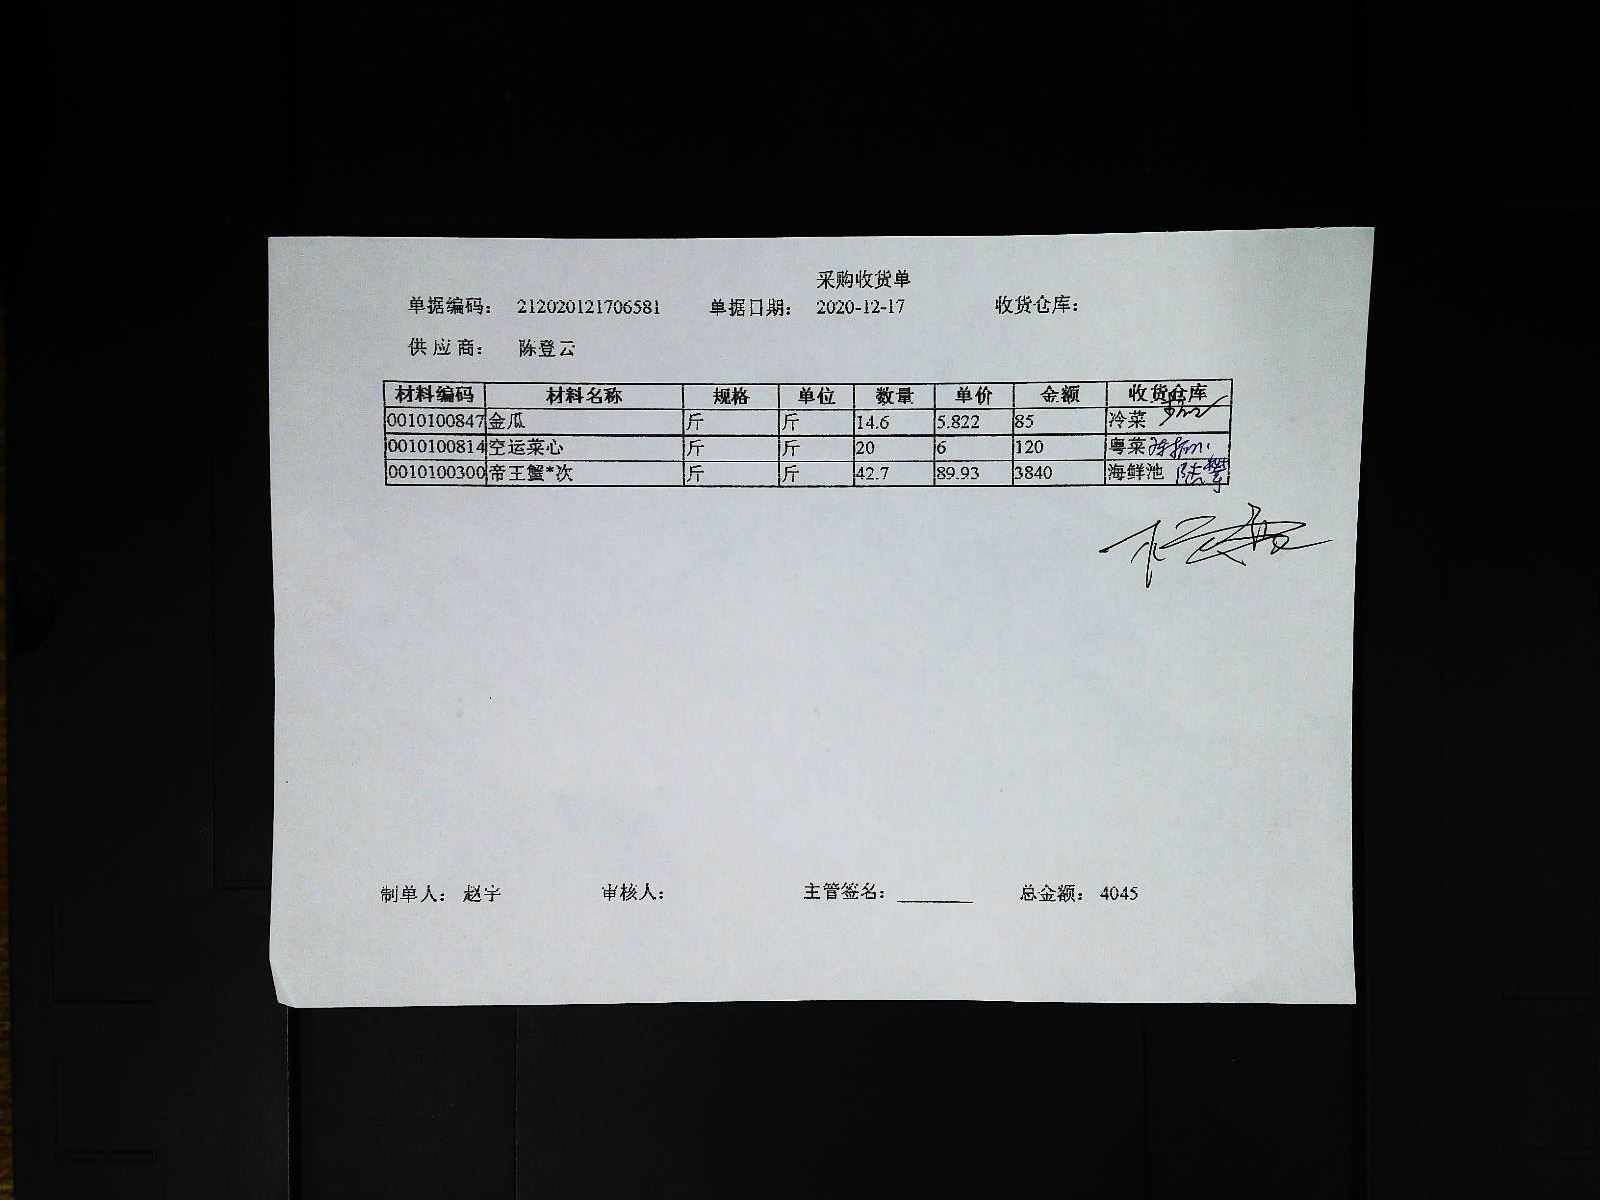 采购收货单
单据编码: 212020121706581 单据日期: 2020-12-17 收货仓库:
供应商: 陈登云
材料编码 材料名称 规格 单位 数量 单价 金额 收货仓库
0010100847 金瓜 斤 斤 14.6 5.822 85 冷菜
0010100814 空运菜心 斤 斤 20 6 120 粤菜
0010100300 帝王蟹*次 斤 斤 42.7 89.93 3840 海鲜池
制单人: 赵宇 审核人: 主管签名: 总金额: 4045